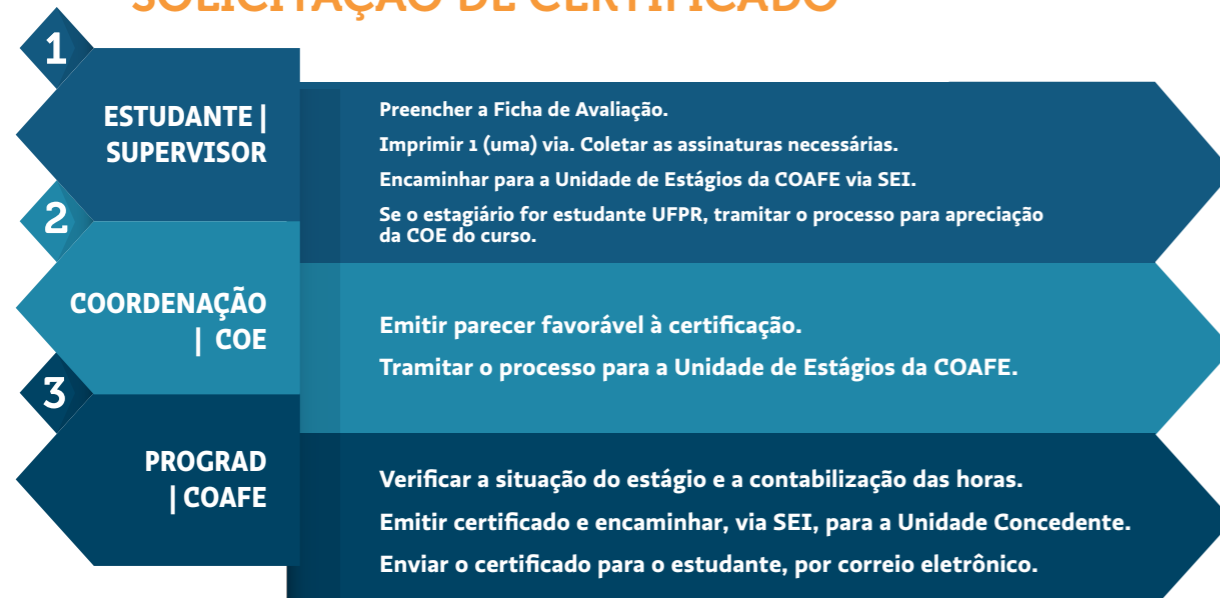 SOLICITAÇÃO DE CERTIFICADO
1
ESTUDANTE |
SUPERVISOR
Preencher a Ficha de Avaliação.
Imprimir 1 (uma) via. Coletar as assinaturas necessárias.
Encaminhar para a Unidade de Estágios da COAFE via SEI.
Se o estagiário for estudante UFPR, tramitar o processo para apreciação
da COE do curso.
2
COORDENAÇÃO
| COE
Emitir parecer favorável à certificação.
Tramitar o processo para a Unidade de Estágios da COAFE.
3
PROGRAD
| COAFE
Verificar a situação do estágio e a contabilização das horas.
Emitir certificado e encaminhar, via SEI, para a Unidade Concedente.
Enviar o certificado para o estudante, por correio eletrônico.